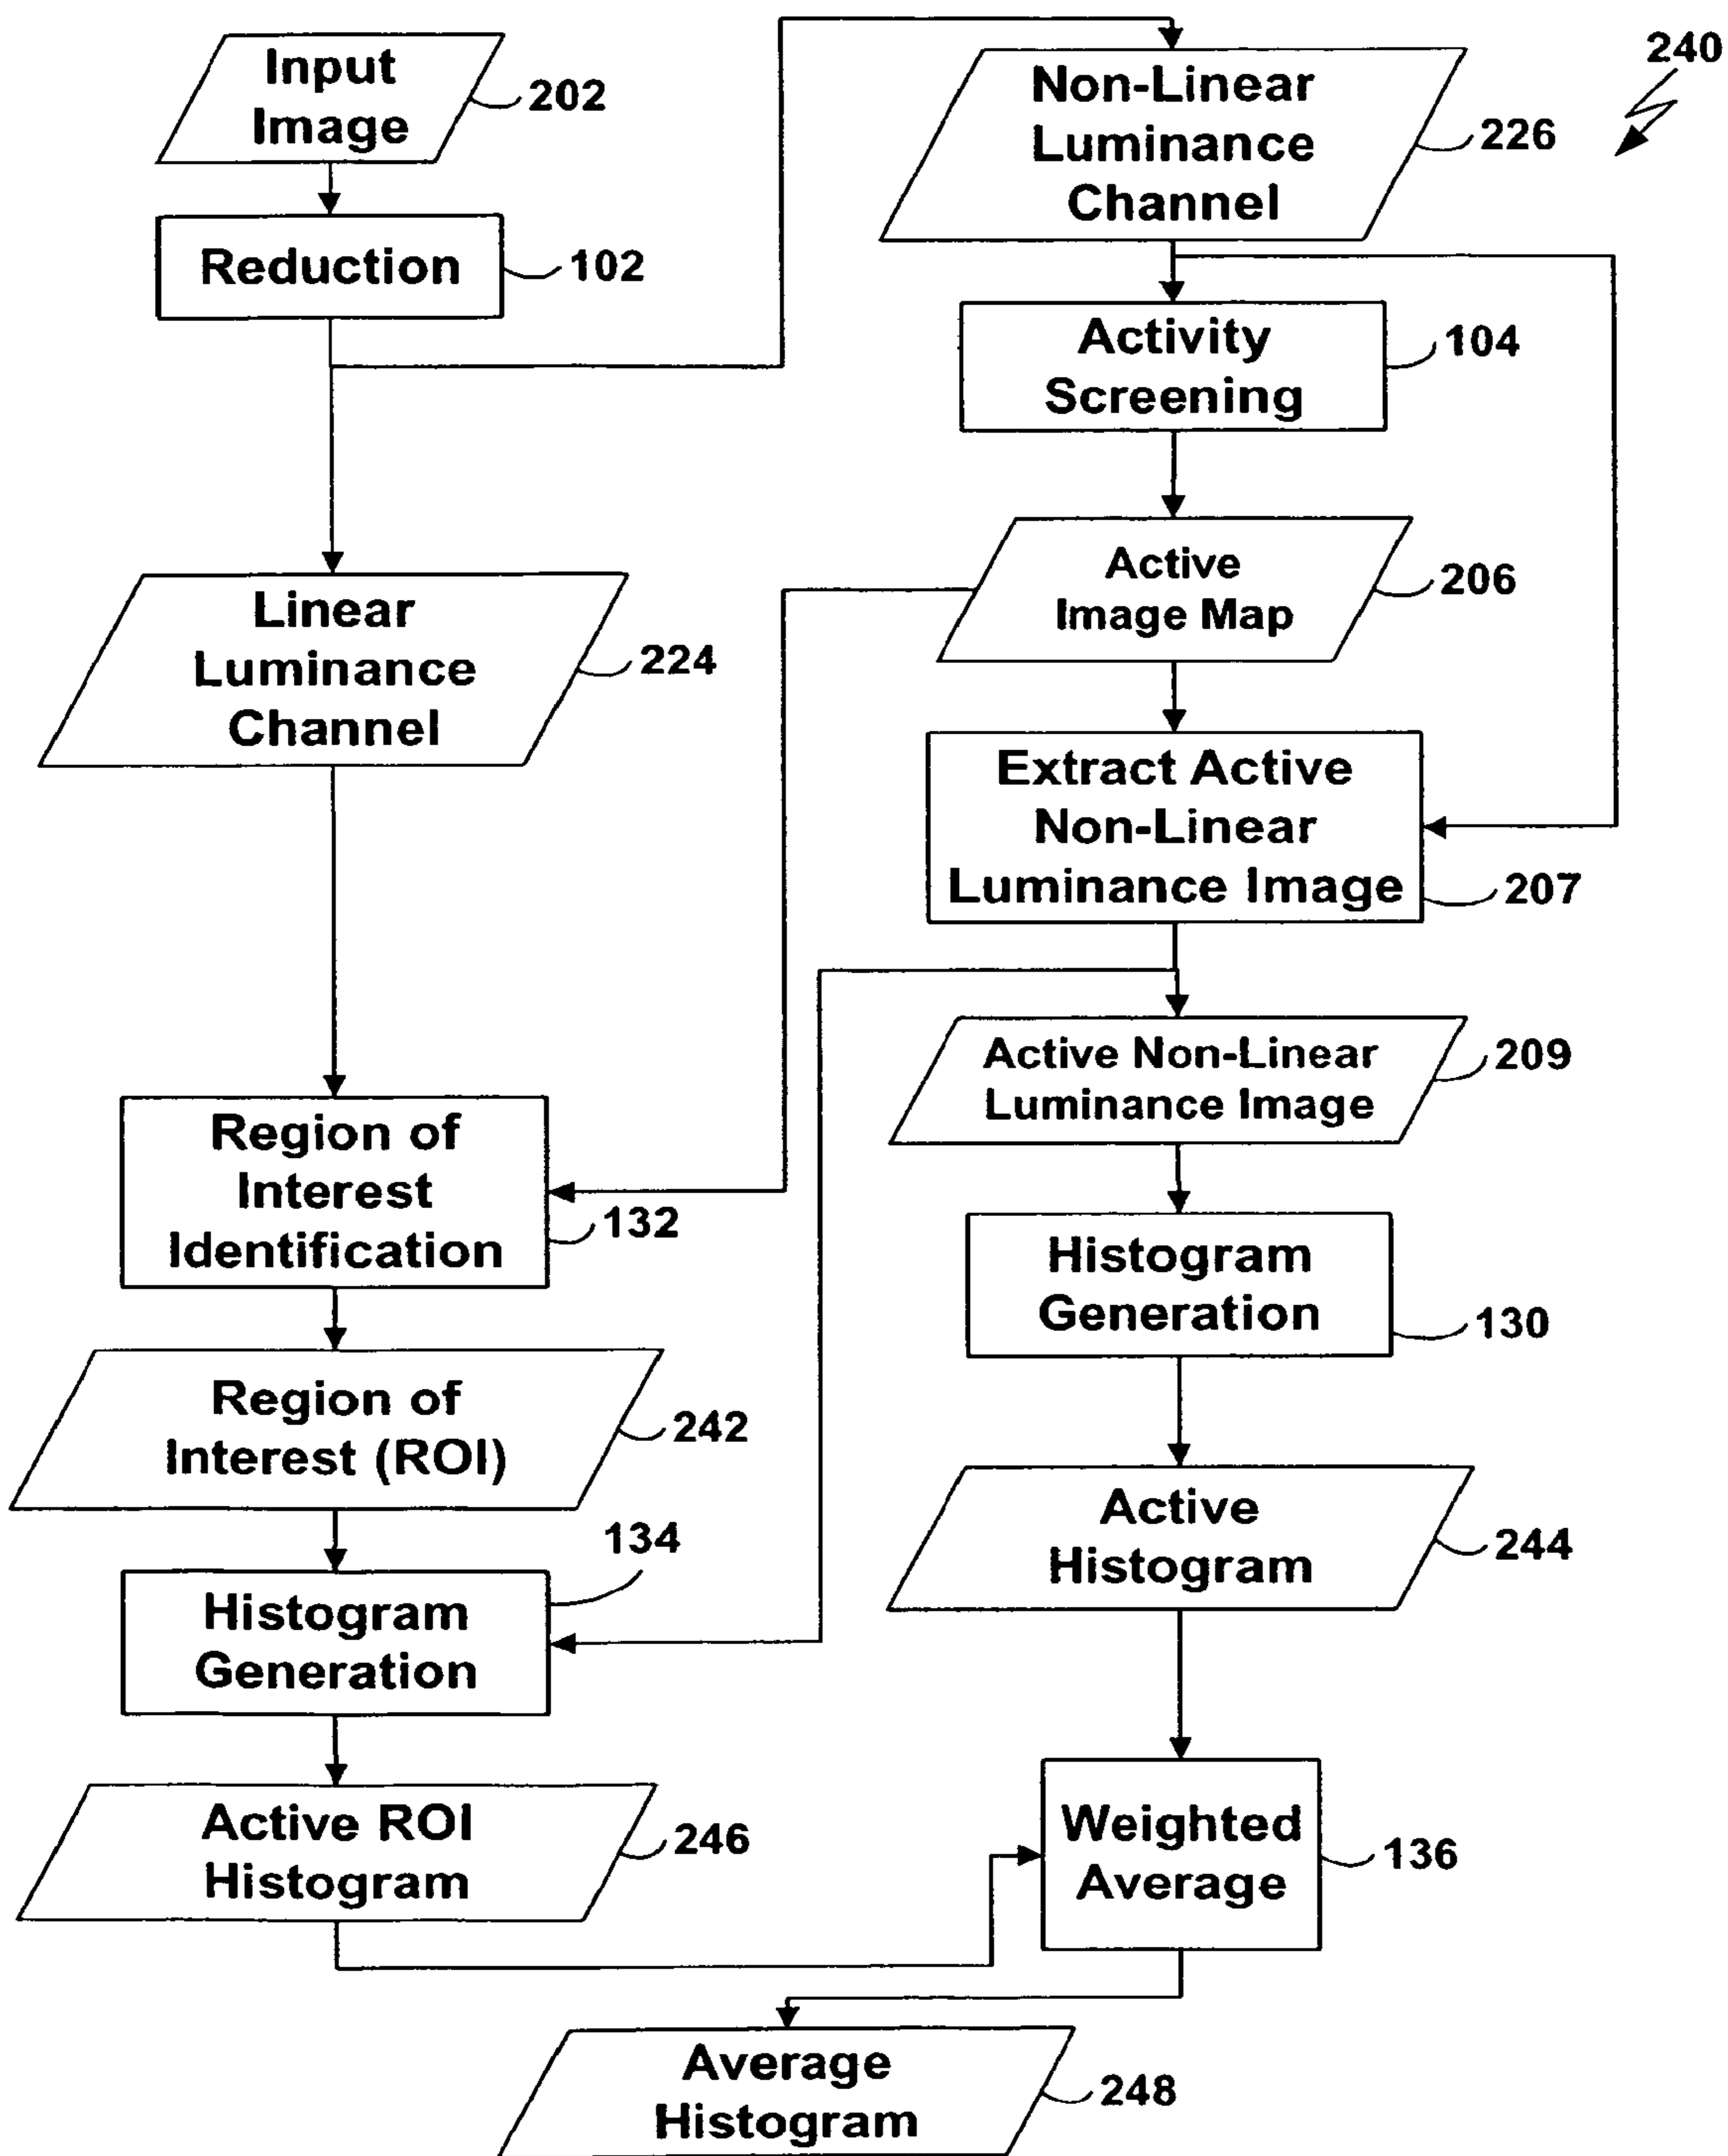 Input
Image
202
Reduction
102
240
Non-Linear
Luminance
Channel
226
Activity
Screening
104
Active
Image Map
206
Linear
Luminance
Channel
224
Extract Active
Non-Linear
Luminance Image
207
Active Non-Linear
Luminance Image
209
Region of
Interest
Identification
132
Histogram
Generation
130
Region of
Interest (ROI)
242
Active
Histogram
244
134
Histogram
Generation
Active ROI
Histogram
246
Weighted
Average
136
Average
Histogram
248